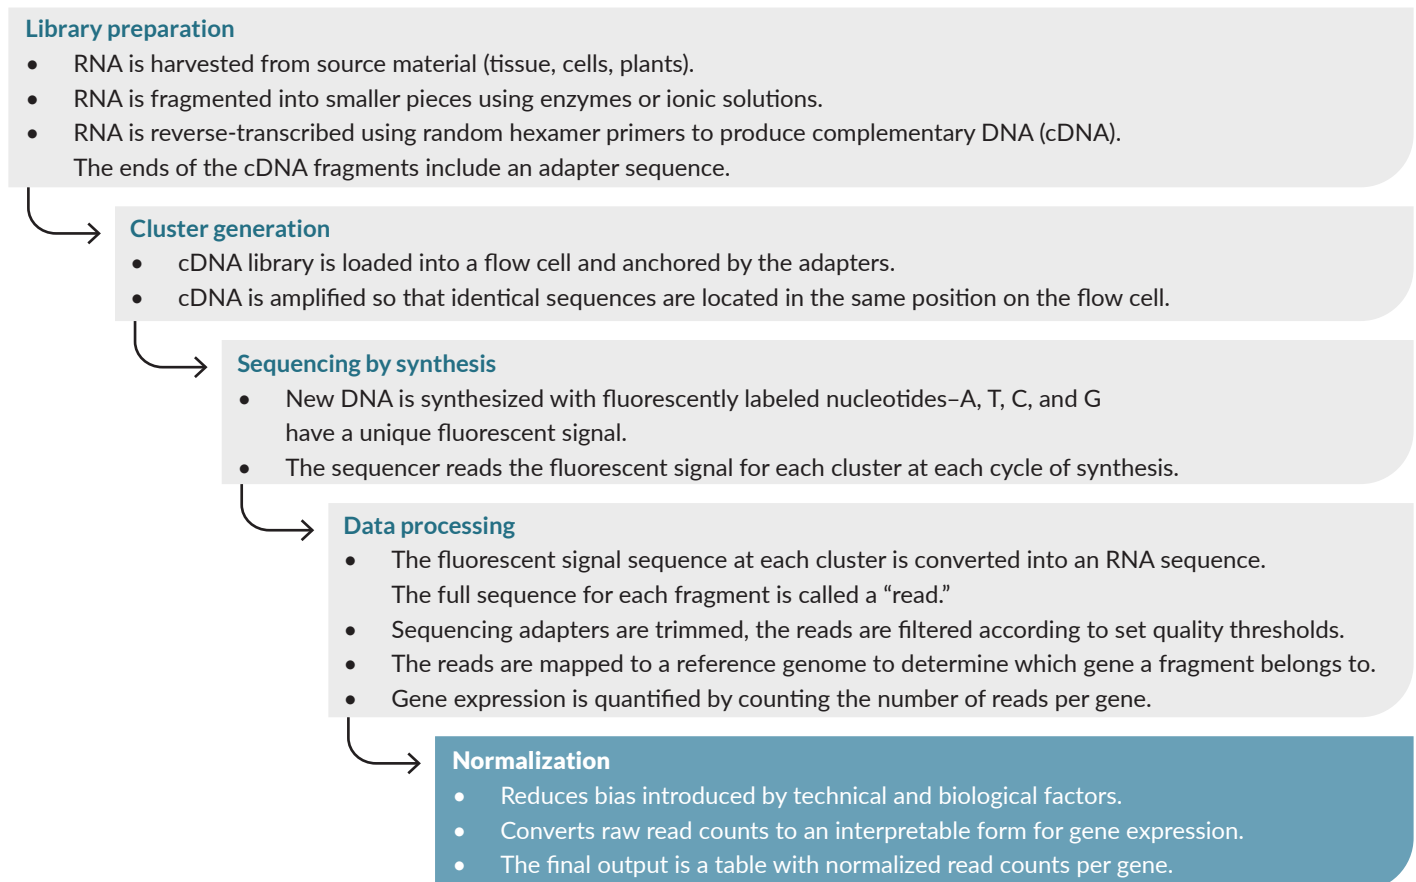 Library preparation
• RNA is harvested from source material (tissue, cells, plants).
• RNA is fragmented into smaller pieces using enzymes or ionic solutions.
• RNA is reverse-transcribed using random hexamer primers to produce complementary DNA (cDNA).
The ends of the cDNA fragments include an adapter sequence.
Cluster generation
• cDNA library is loaded into a flow cell and anchored by the adapters.
• cDNA is amplified so that identical sequences are located in the same position on the flow cell.
Sequencing by synthesis
• New DNA is synthesized with fluorescently labeled nucleotides–A, T, C, and G
have a unique fluorescent signal.
• The sequencer reads the fluorescent signal for each cluster at each cycle of synthesis.
Data processing
• The fluorescent signal sequence at each cluster is converted into an RNA sequence.
The full sequence for each fragment is called a “read.”
• Sequencing adapters are trimmed, the reads are filtered according to set quality thresholds.
• The reads are mapped to a reference genome to determine which gene a fragment belongs to.
• Gene expression is quantified by counting the number of reads per gene.
Normalization
• Reduces bias introduced by technical and biological factors.
• Converts raw read counts to an interpretable form for gene expression.
• The final output is a table with normalized read counts per gene.